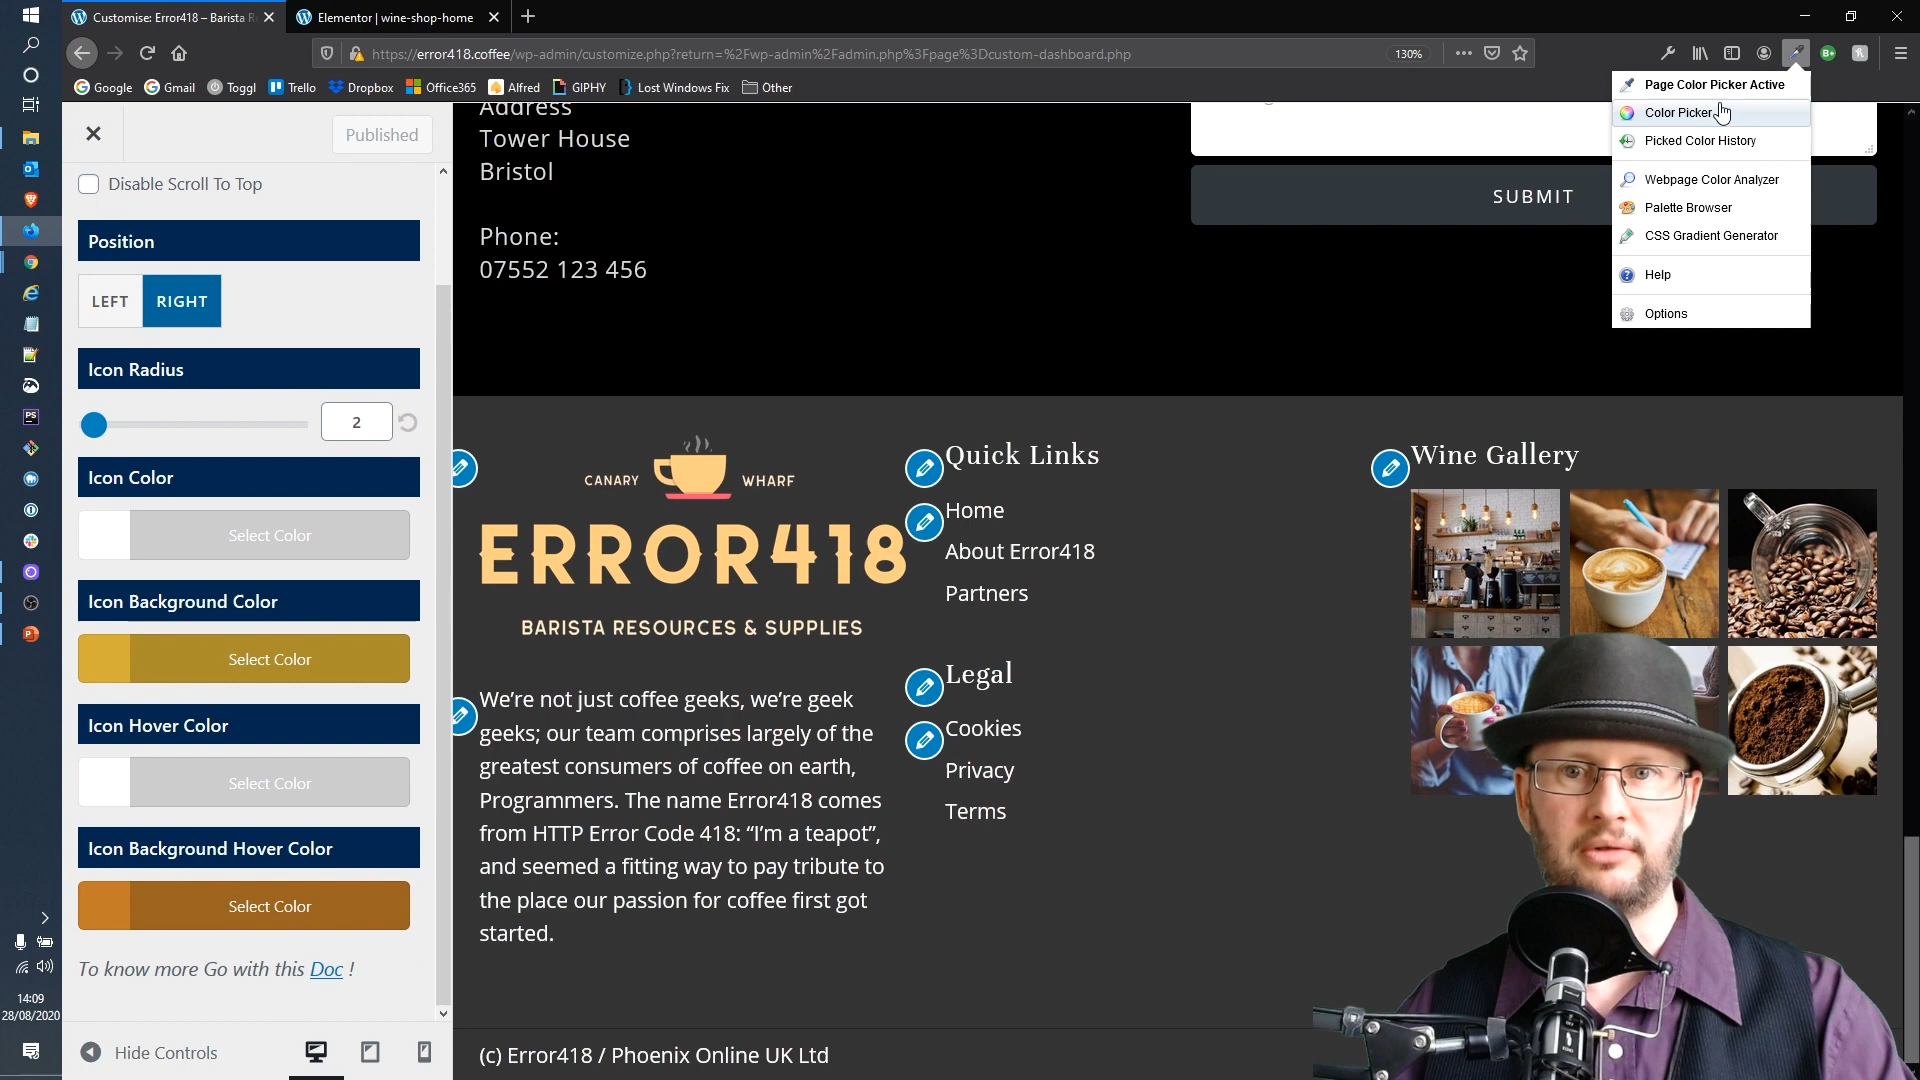 Customise: Error418 – Barista R
Elementor | wine-shop-home
https://error418.coffee/wp-admin/customize.php?return=%2Fwp-admin%2Fadmin.php%3Fpage%3Dcustom-dashboard.php
130%
Google
Gmail
Toggl
Trello
Dropbox
Office365
Alfred
GIPHY
Lost Windows Fix
Other
Page Color Picker Active
Color Picker
Picked Color History
Webpage Color Analyzer
Palette Browser
CSS Gradient Generator
Help
Options
Published
Disable Scroll To Top
Position
LEFT
RIGHT
Icon Radius
2
Icon Color
Select Color
Icon Background Color
Select Color
Icon Hover Color
Select Color
Icon Background Hover Color
Select Color
To know more Go with this Doc !
Hide Controls
14:09
28/08/2020
Address
Tower House
Bristol
Phone:
07552 123 456
SUBMIT
CANARY WHARF
ERROR418
BARISTA RESOURCES & SUPPLIES
We're not just coffee geeks, we're geek
geeks; our team comprises largely of the
greatest consumers of coffee on earth,
Programmers. The name Error418 comes
from HTTP Error Code 418: “I'm a teapot”,
and seemed a fitting way to pay tribute to
the place our passion for coffee first got
started.
Quick Links
Home
About Error418
Partners
Legal
Cookies
Privacy
Terms
Wine Gallery
(c) Error418 / Phoenix Online UK Ltd